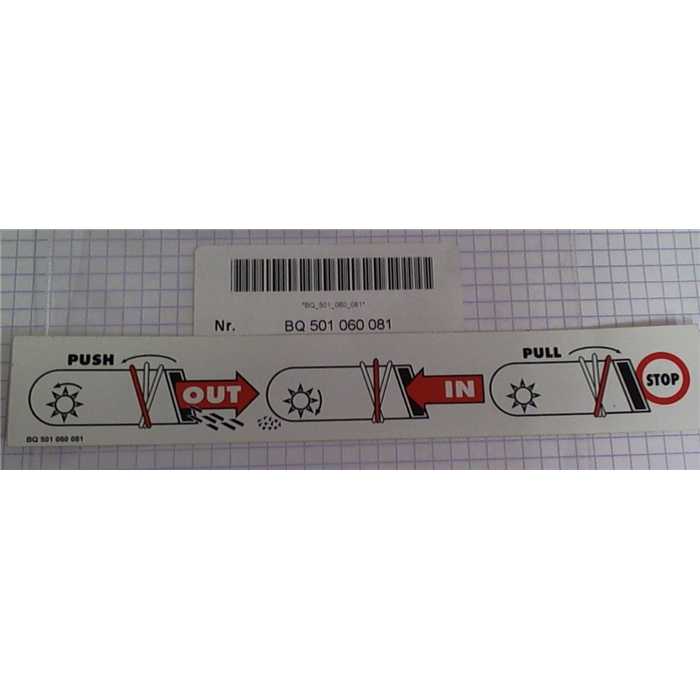 *BQ_501_060_081*
Nr. BQ 501 060 081
PUSH
OUT
IN
PULL
STOP
BQ 501 060 081